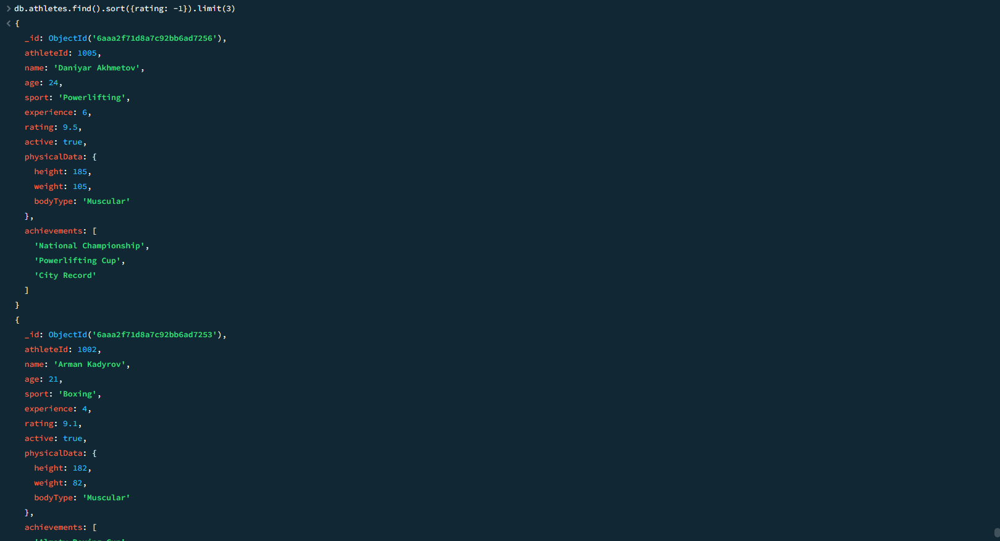 > db.athletes.find().sort({rating: -1}).limit(3)
< {
_id: ObjectId('6aaa2f71d8a7c92bb6ad7256'),
athleteId: 1005,
name: 'Daniyar Akhmetov',
age: 24,
sport: 'Powerlifting',
experience: 6,
rating: 9.5,
active: true,
physicalData: {
height: 185,
weight: 105,
bodyType: 'Muscular'
},
achievements: [
'National Championship',
'Powerlifting Cup',
'City Record'
]
}
{
_id: ObjectId('6aaa2f71d8a7c92bb6ad7253'),
athleteId: 1002,
name: 'Arman Kadyrov',
age: 21,
sport: 'Boxing',
experience: 4,
rating: 9.1,
active: true,
physicalData: {
height: 182,
weight: 82,
bodyType: 'Muscular'
},
achievements: [